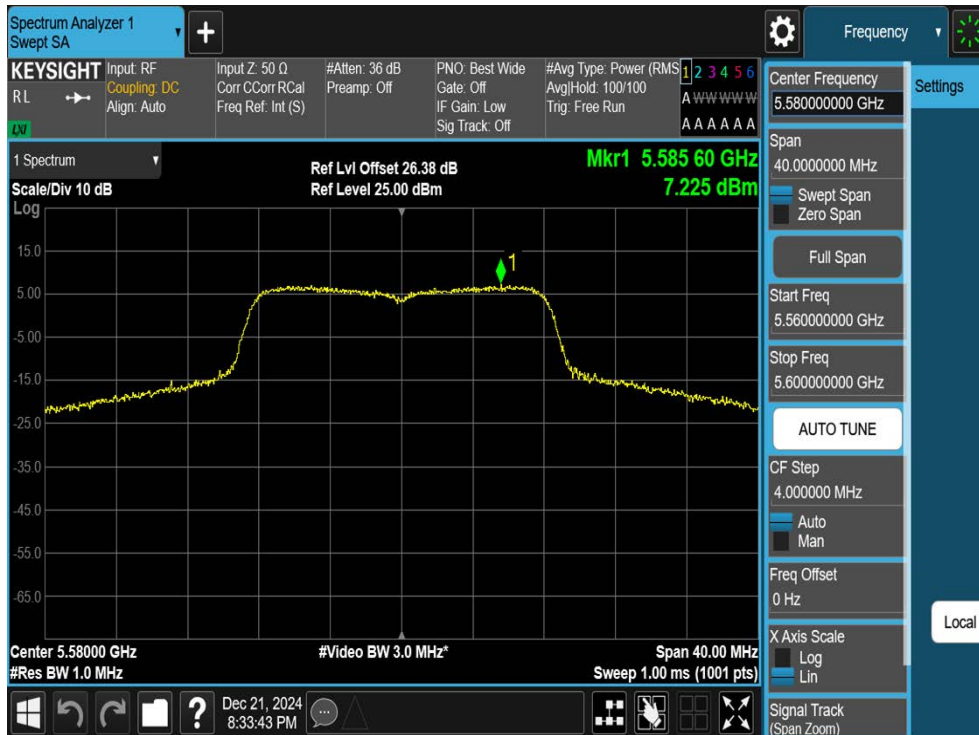 Spectrum Analyzer 1
Swept SA
Frequency
KEYSIGHT
R L
LXI
Input: RF
Coupling: DC
Align: Auto
Input Z: 50 Ω
Corr CCorr RCal
Freq Ref: Int (S)
#Atten: 36 dB
Preamp: Off
PNO: Best Wide
Gate: Off
IF Gain: Low
Sig Track: Off
#Avg Type: Power (RMS
Avg|Hold: 100/100
Trig: Free Run
1 2 3 4 5 6
A W W W W W
A A A A A A
1 Spectrum
Scale/Div 10 dB
Log
Ref Lvl Offset 26.38 dB
Ref Level 25.00 dBm
Mkr1 5.585 60 GHz
7.225 dBm
1
15.0
5.00
-5.00
-15.0
-25.0
-35.0
-45.0
-55.0
-65.0
Center 5.58000 GHz
#Res BW 1.0 MHz
#Video BW 3.0 MHz*
Span 40.00 MHz
Sweep 1.00 ms (1001 pts)
Center Frequency
5.580000000 GHz
Span
40.0000000 MHz
Swept Span
Zero Span
Full Span
Start Freq
5.560000000 GHz
Stop Freq
5.600000000 GHz
AUTO TUNE
CF Step
4.000000 MHz
Auto
Man
Freq Offset
0 Hz
X Axis Scale
Log
Lin
Signal Track
(Span Zoom)
Settings
Local
?
Dec 21, 2024
8:33:43 PM